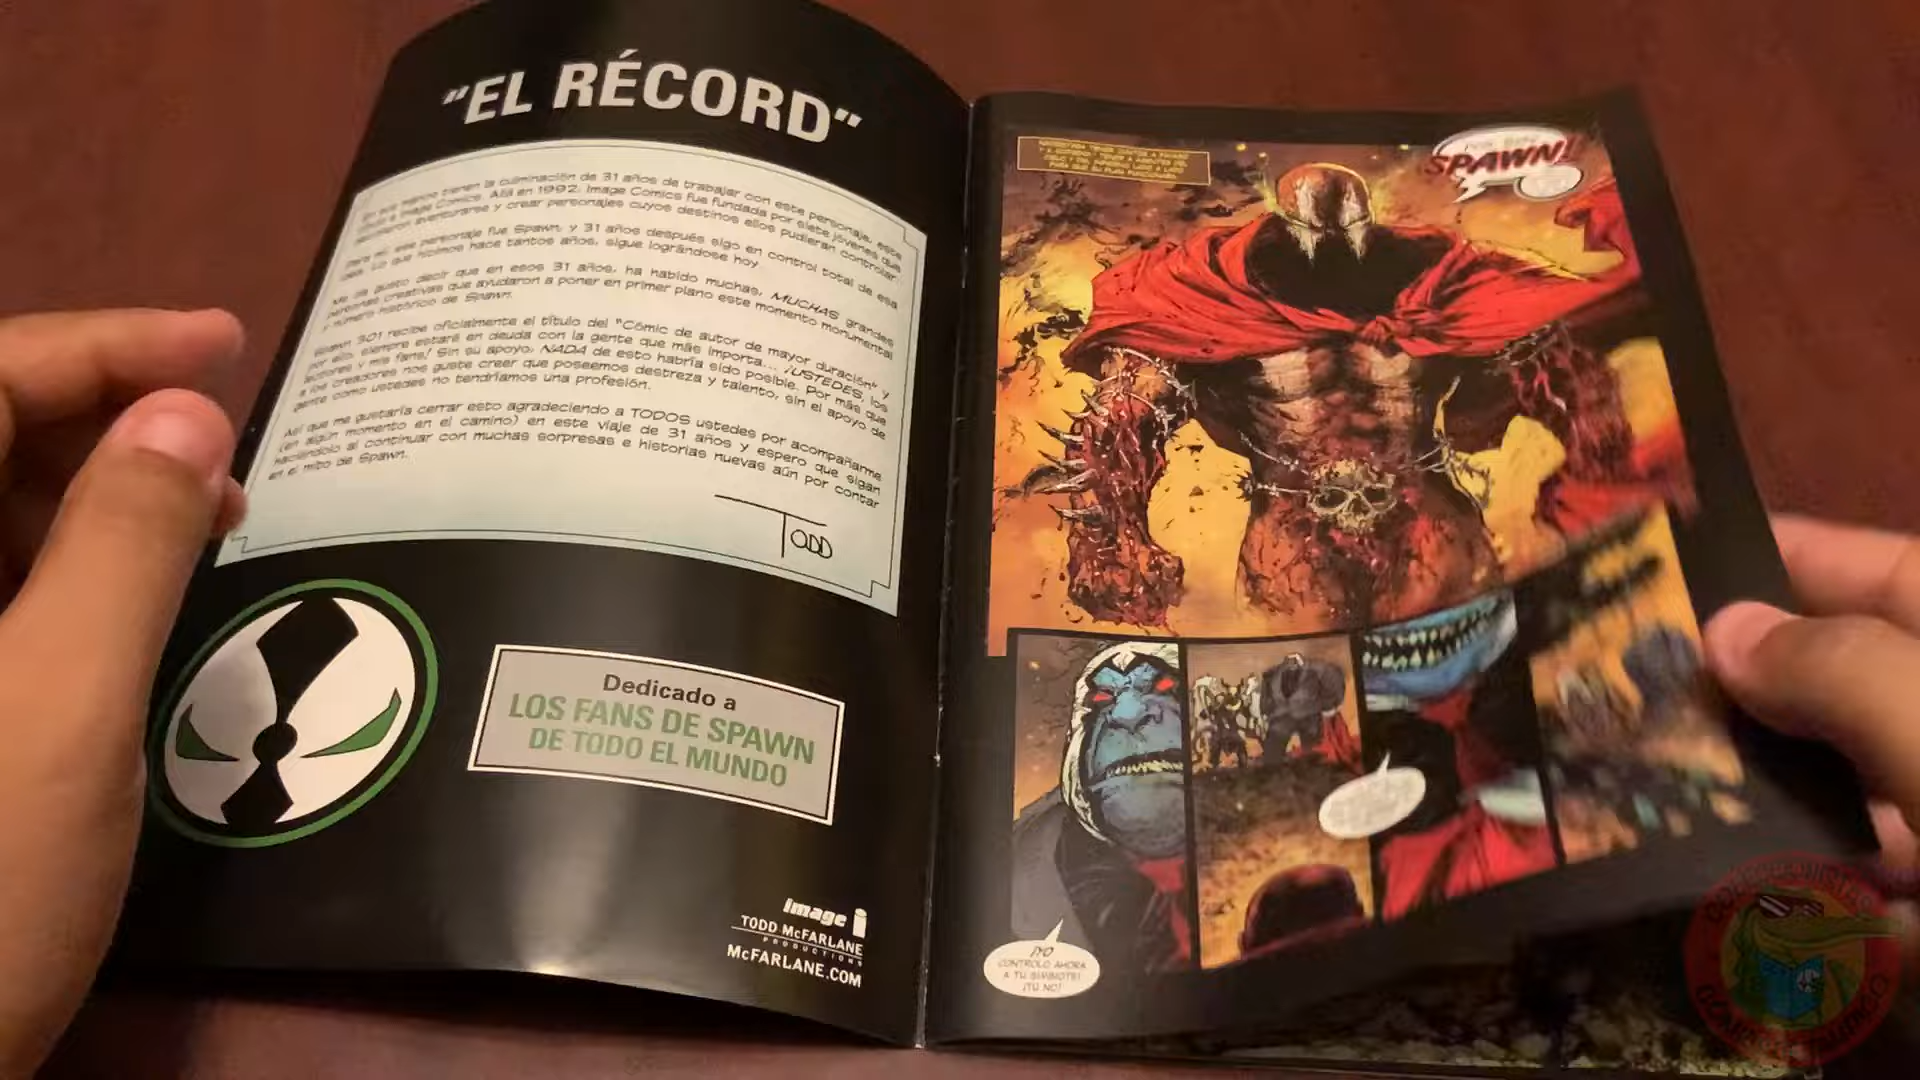 "EL RÉCORD"
tienen la culminación de 31 años de trabajar con este personaje, este
Image Comics. Allá en 1992, Image Comics fue fundada por siete jóvenes que
decidieron aventurarse y crear personajes cuyos destinos ellos pudieran controlar.
ese personaje fue Spawn, y 31 años después sigo en control total de esa
idea. Lo que hicimos hace tantos años, sigue lográndose hoy.
Me da gusto decir que en esos 31 años, ha habido muchas, MUCHAS grandes
personas creativas que ayudaron a poner en primer plano este momento monumental
y número histórico de Spawn.
Spawn 301 recibe oficialmente el título del "Cómic de autor de mayor duración" y
por ello siempre estaré en deuda con la gente que más importa... ¡USTEDES, los
lectores y mis fans! Sin su apoyo, NADA de esto habría sido posible. Por más que
a los creadores nos guste creer que poseemos destreza y talento, sin el apoyo de
gente como ustedes no tendríamos una profesión.
Así que me gustaría cerrar esto agradeciendo a TODOS ustedes por acompañarme
(en algún momento en el camino) en este viaje de 31 años y espero que sigan
haciéndolo al continuar con muchas sorpresas e historias nuevas aún por contar
en el mito de Spawn.
TODD
Dedicado a
LOS FANS DE SPAWN
DE TODO EL MUNDO
image i
TODD McFARLANE
PRODUCTIONS
McFARLANE.COM
SPAWN!
¡YO
CONTROLO AHORA
A TU SIMBIOTE!
¡TÚ NO!